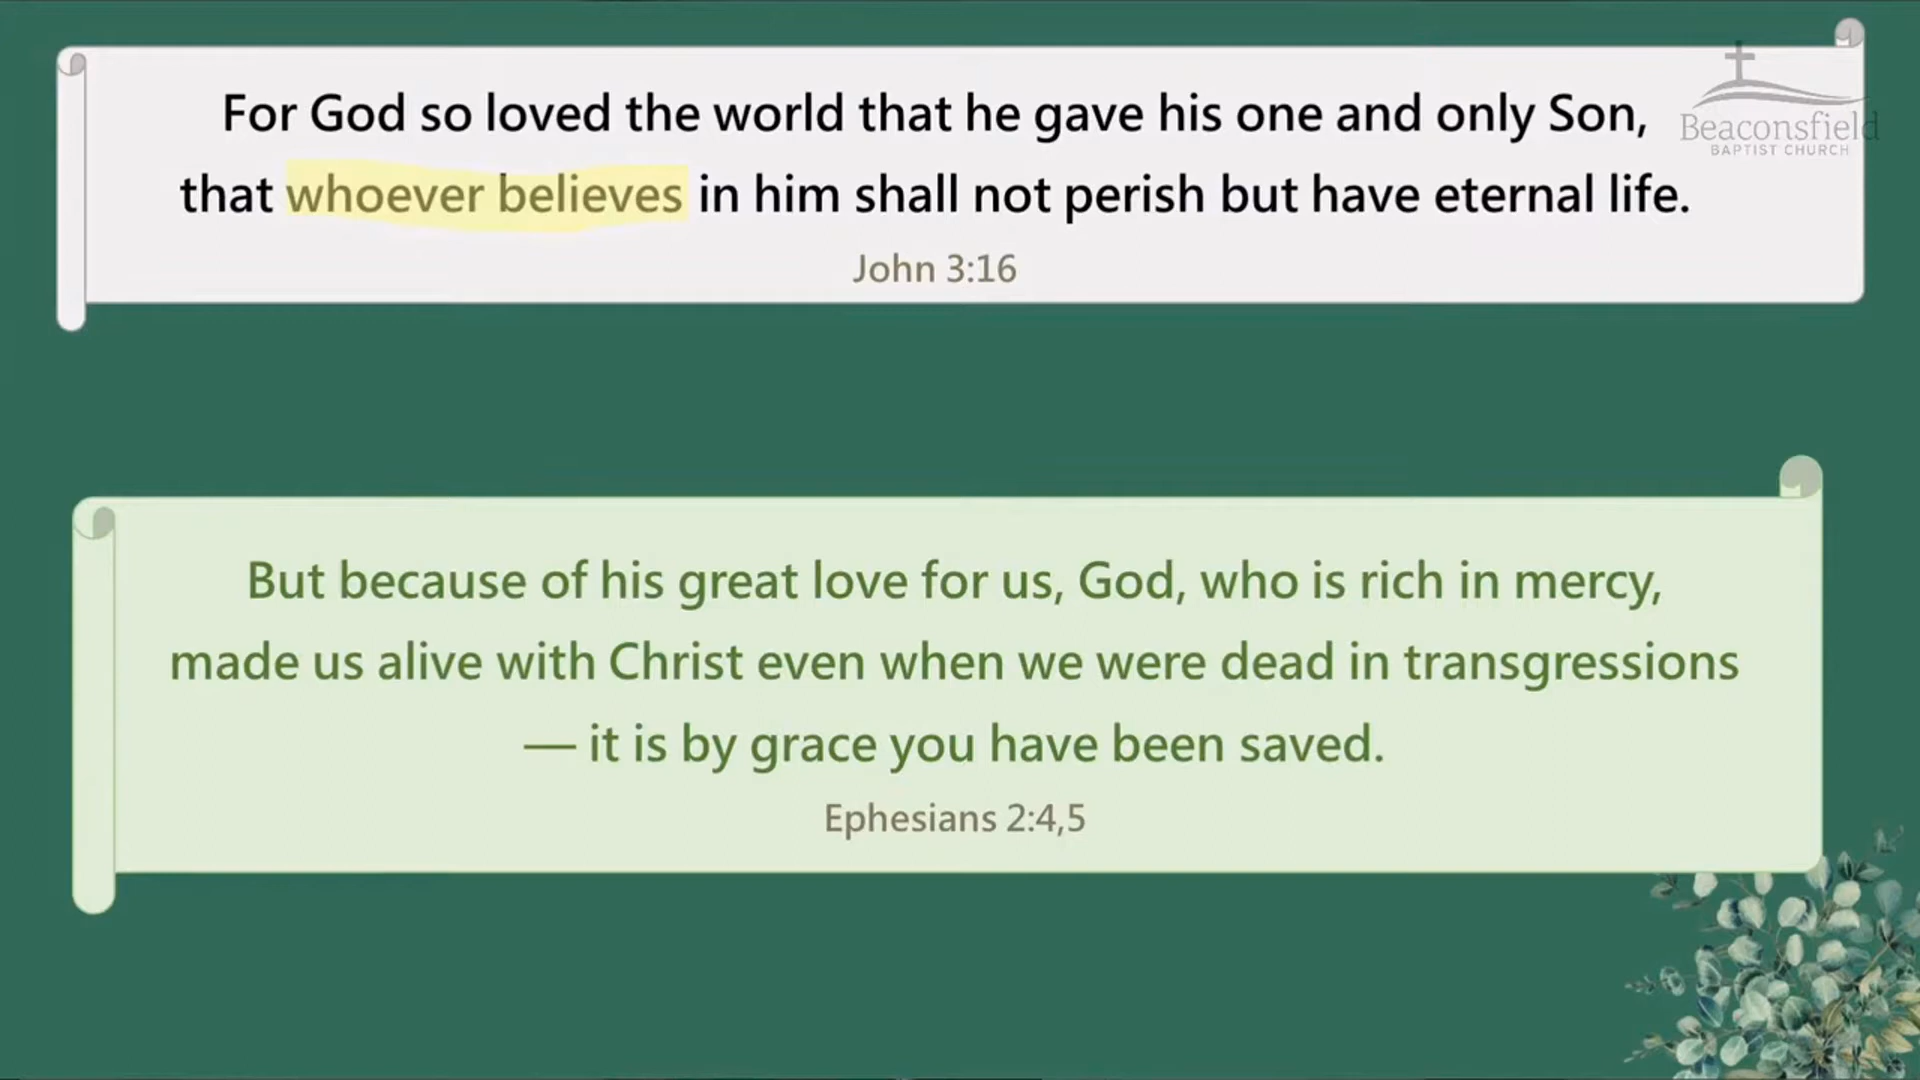 For God so loved the world that he gave his one and only Son,
that whoever believes in him shall not perish but have eternal life.
John 3:16
Beaconsfield
BAPTIST CHURCH
But because of his great love for us, God, who is rich in mercy,
made us alive with Christ even when we were dead in transgressions
— it is by grace you have been saved.
Ephesians 2:4,5